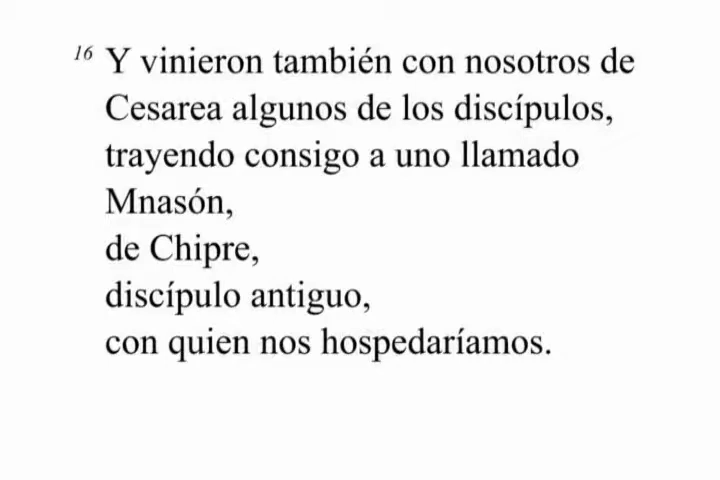 16 Y vinieron también con nosotros de
Cesarea algunos de los discípulos,
trayendo consigo a uno llamado
Mnasón,
de Chipre,
discípulo antiguo,
con quien nos hospedaríamos.